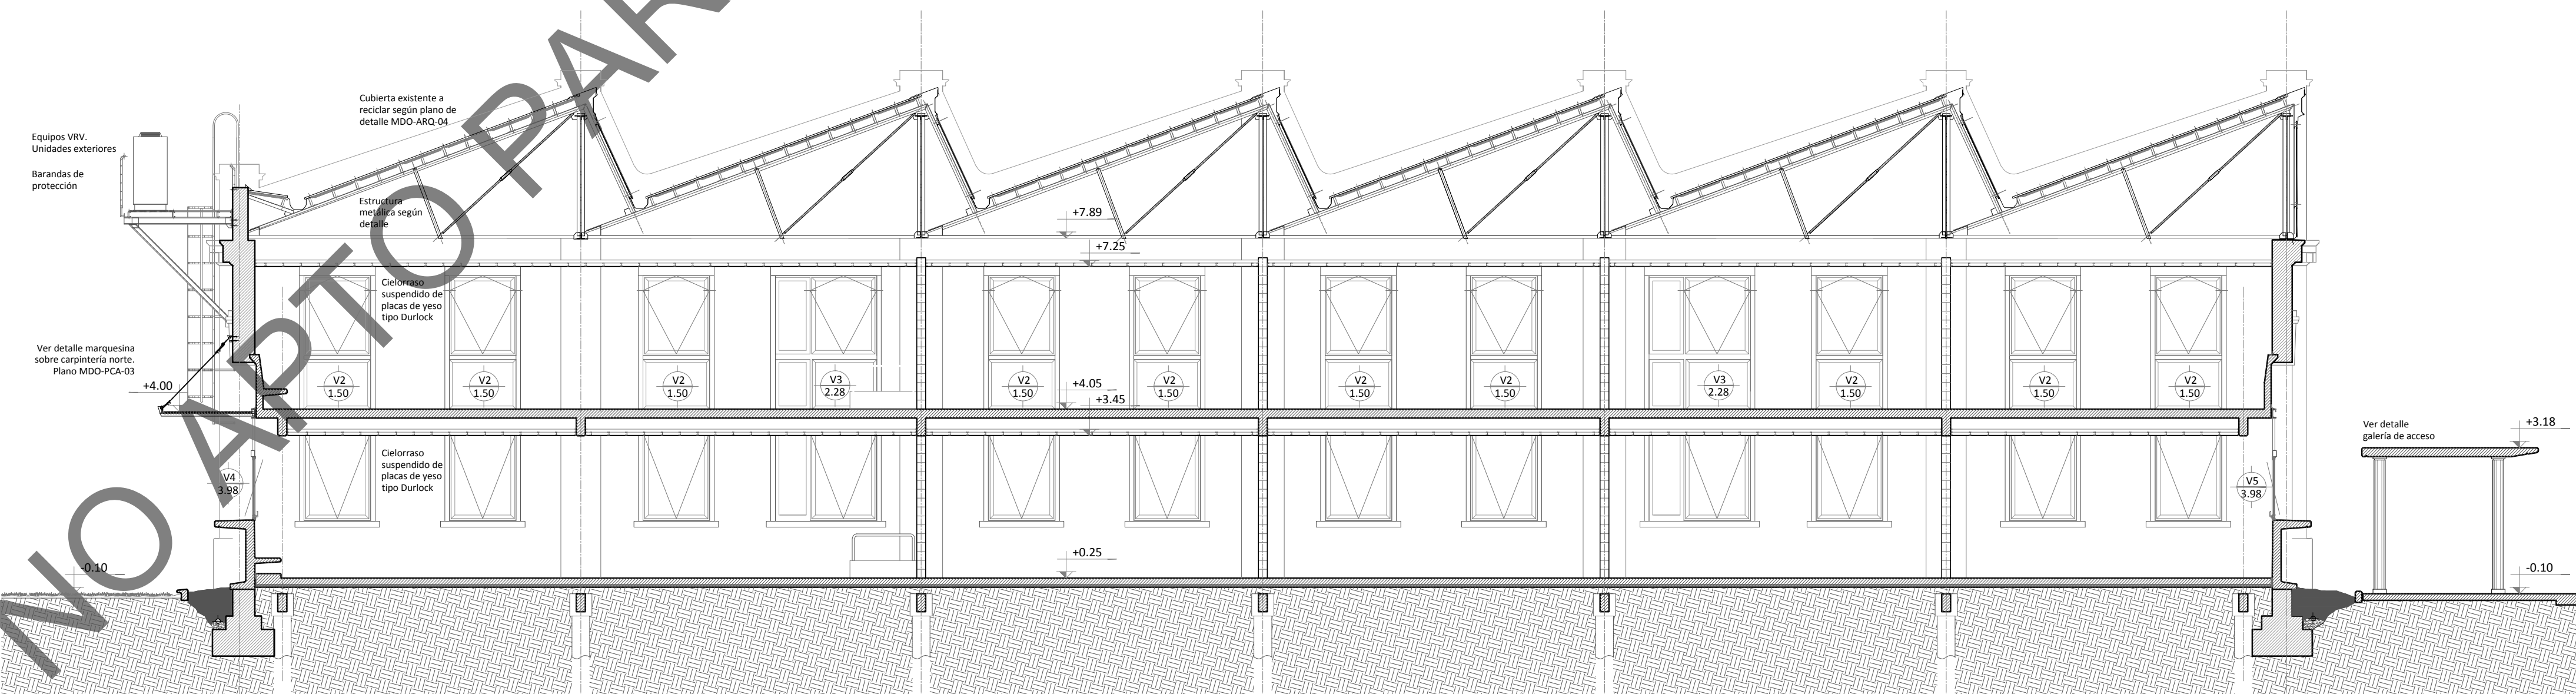 NO APTO PAR
Cubierta existente a
reciclar según plano de
detalle MDO-ARQ-04
Equipos VRV.
Unidades exteriores
Barandas de
protección
Estructura
metálica según
detalle
+7.89
+7.25
Cielorraso
suspendido de
placas de yeso
tipo Durlock
Ver detalle marquesina
sobre carpintería norte.
Plano MDO-PCA-03
+4.00
V2
1.50
V2
1.50
V2
1.50
V3
2.28
V2
1.50
+4.05
V2
1.50
V2
1.50
V2
1.50
V3
2.28
V2
1.50
V2
1.50
V2
1.50
+3.45
Cielorraso
suspendido de
placas de yeso
tipo Durlock
V4
3.98
V5
3.98
Ver detalle
galería de acceso
+3.18
+0.25
-0.10
-0.10